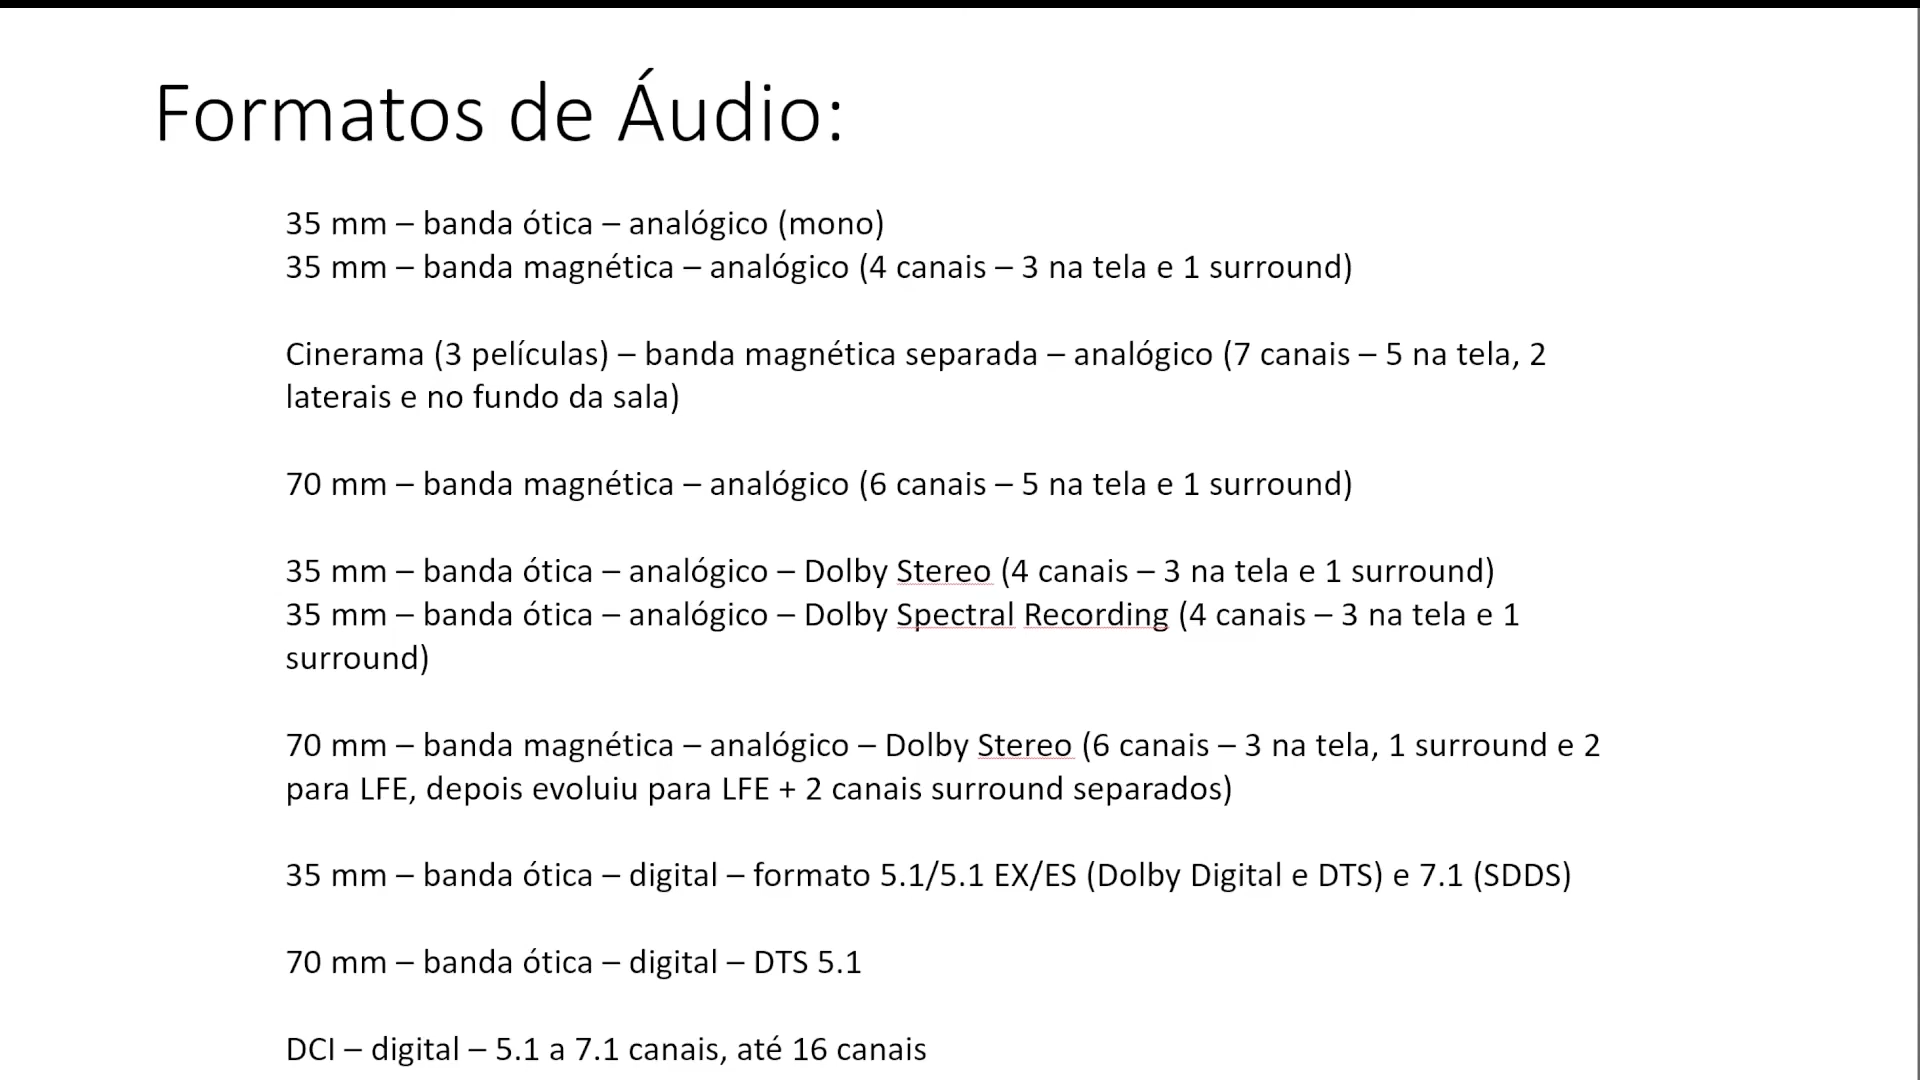 Formatos de Áudio:
35 mm – banda ótica – analógico (mono)
35 mm – banda magnética – analógico (4 canais – 3 na tela e 1 surround)
Cinerama (3 películas) – banda magnética separada – analógico (7 canais – 5 na tela, 2
laterais e no fundo da sala)
70 mm – banda magnética – analógico (6 canais – 5 na tela e 1 surround)
35 mm – banda ótica – analógico – Dolby Stereo (4 canais – 3 na tela e 1 surround)
35 mm – banda ótica – analógico – Dolby Spectral Recording (4 canais – 3 na tela e 1
surround)
70 mm – banda magnética – analógico – Dolby Stereo (6 canais – 3 na tela, 1 surround e 2
para LFE, depois evoluiu para LFE + 2 canais surround separados)
35 mm – banda ótica – digital – formato 5.1/5.1 EX/ES (Dolby Digital e DTS) e 7.1 (SDDS)
70 mm – banda ótica – digital – DTS 5.1
DCI – digital – 5.1 a 7.1 canais, até 16 canais